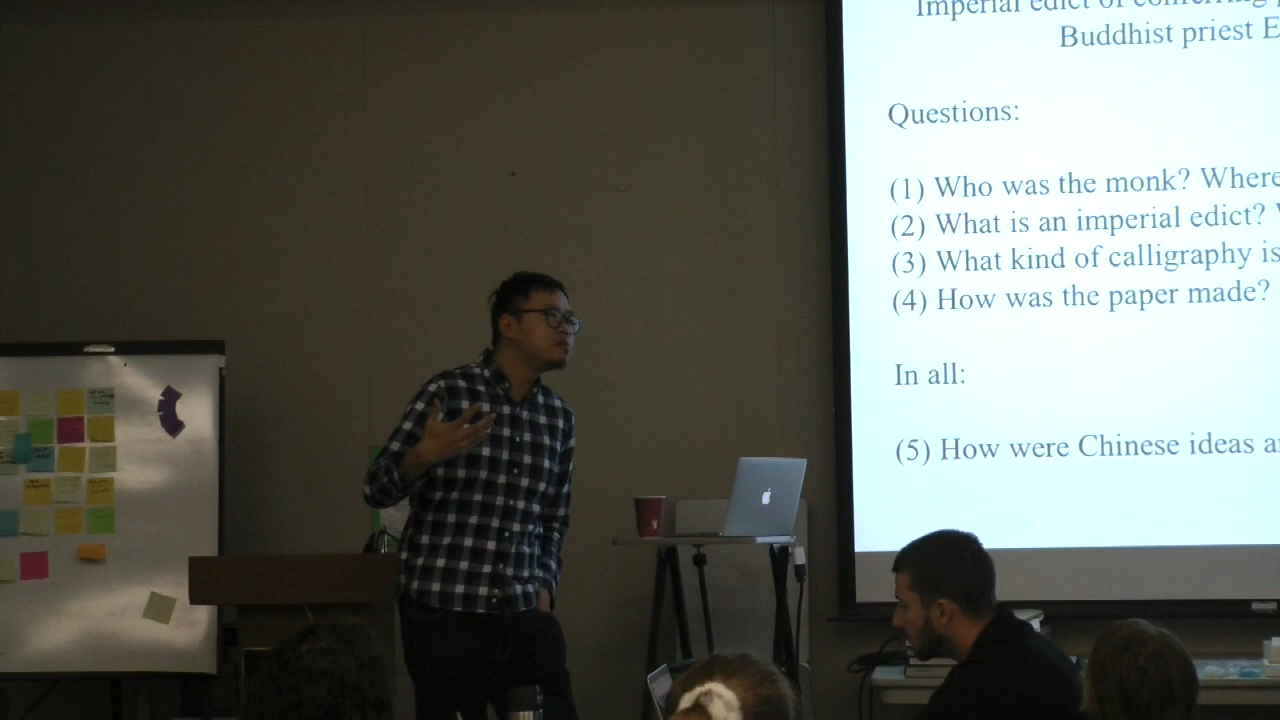 Imperial edict of conferring
Buddhist priest E
Questions:
(1) Who was the monk? Where
(2) What is an imperial edict?
(3) What kind of calligraphy is
(4) How was the paper made?
In all:
(5) How were Chinese ideas